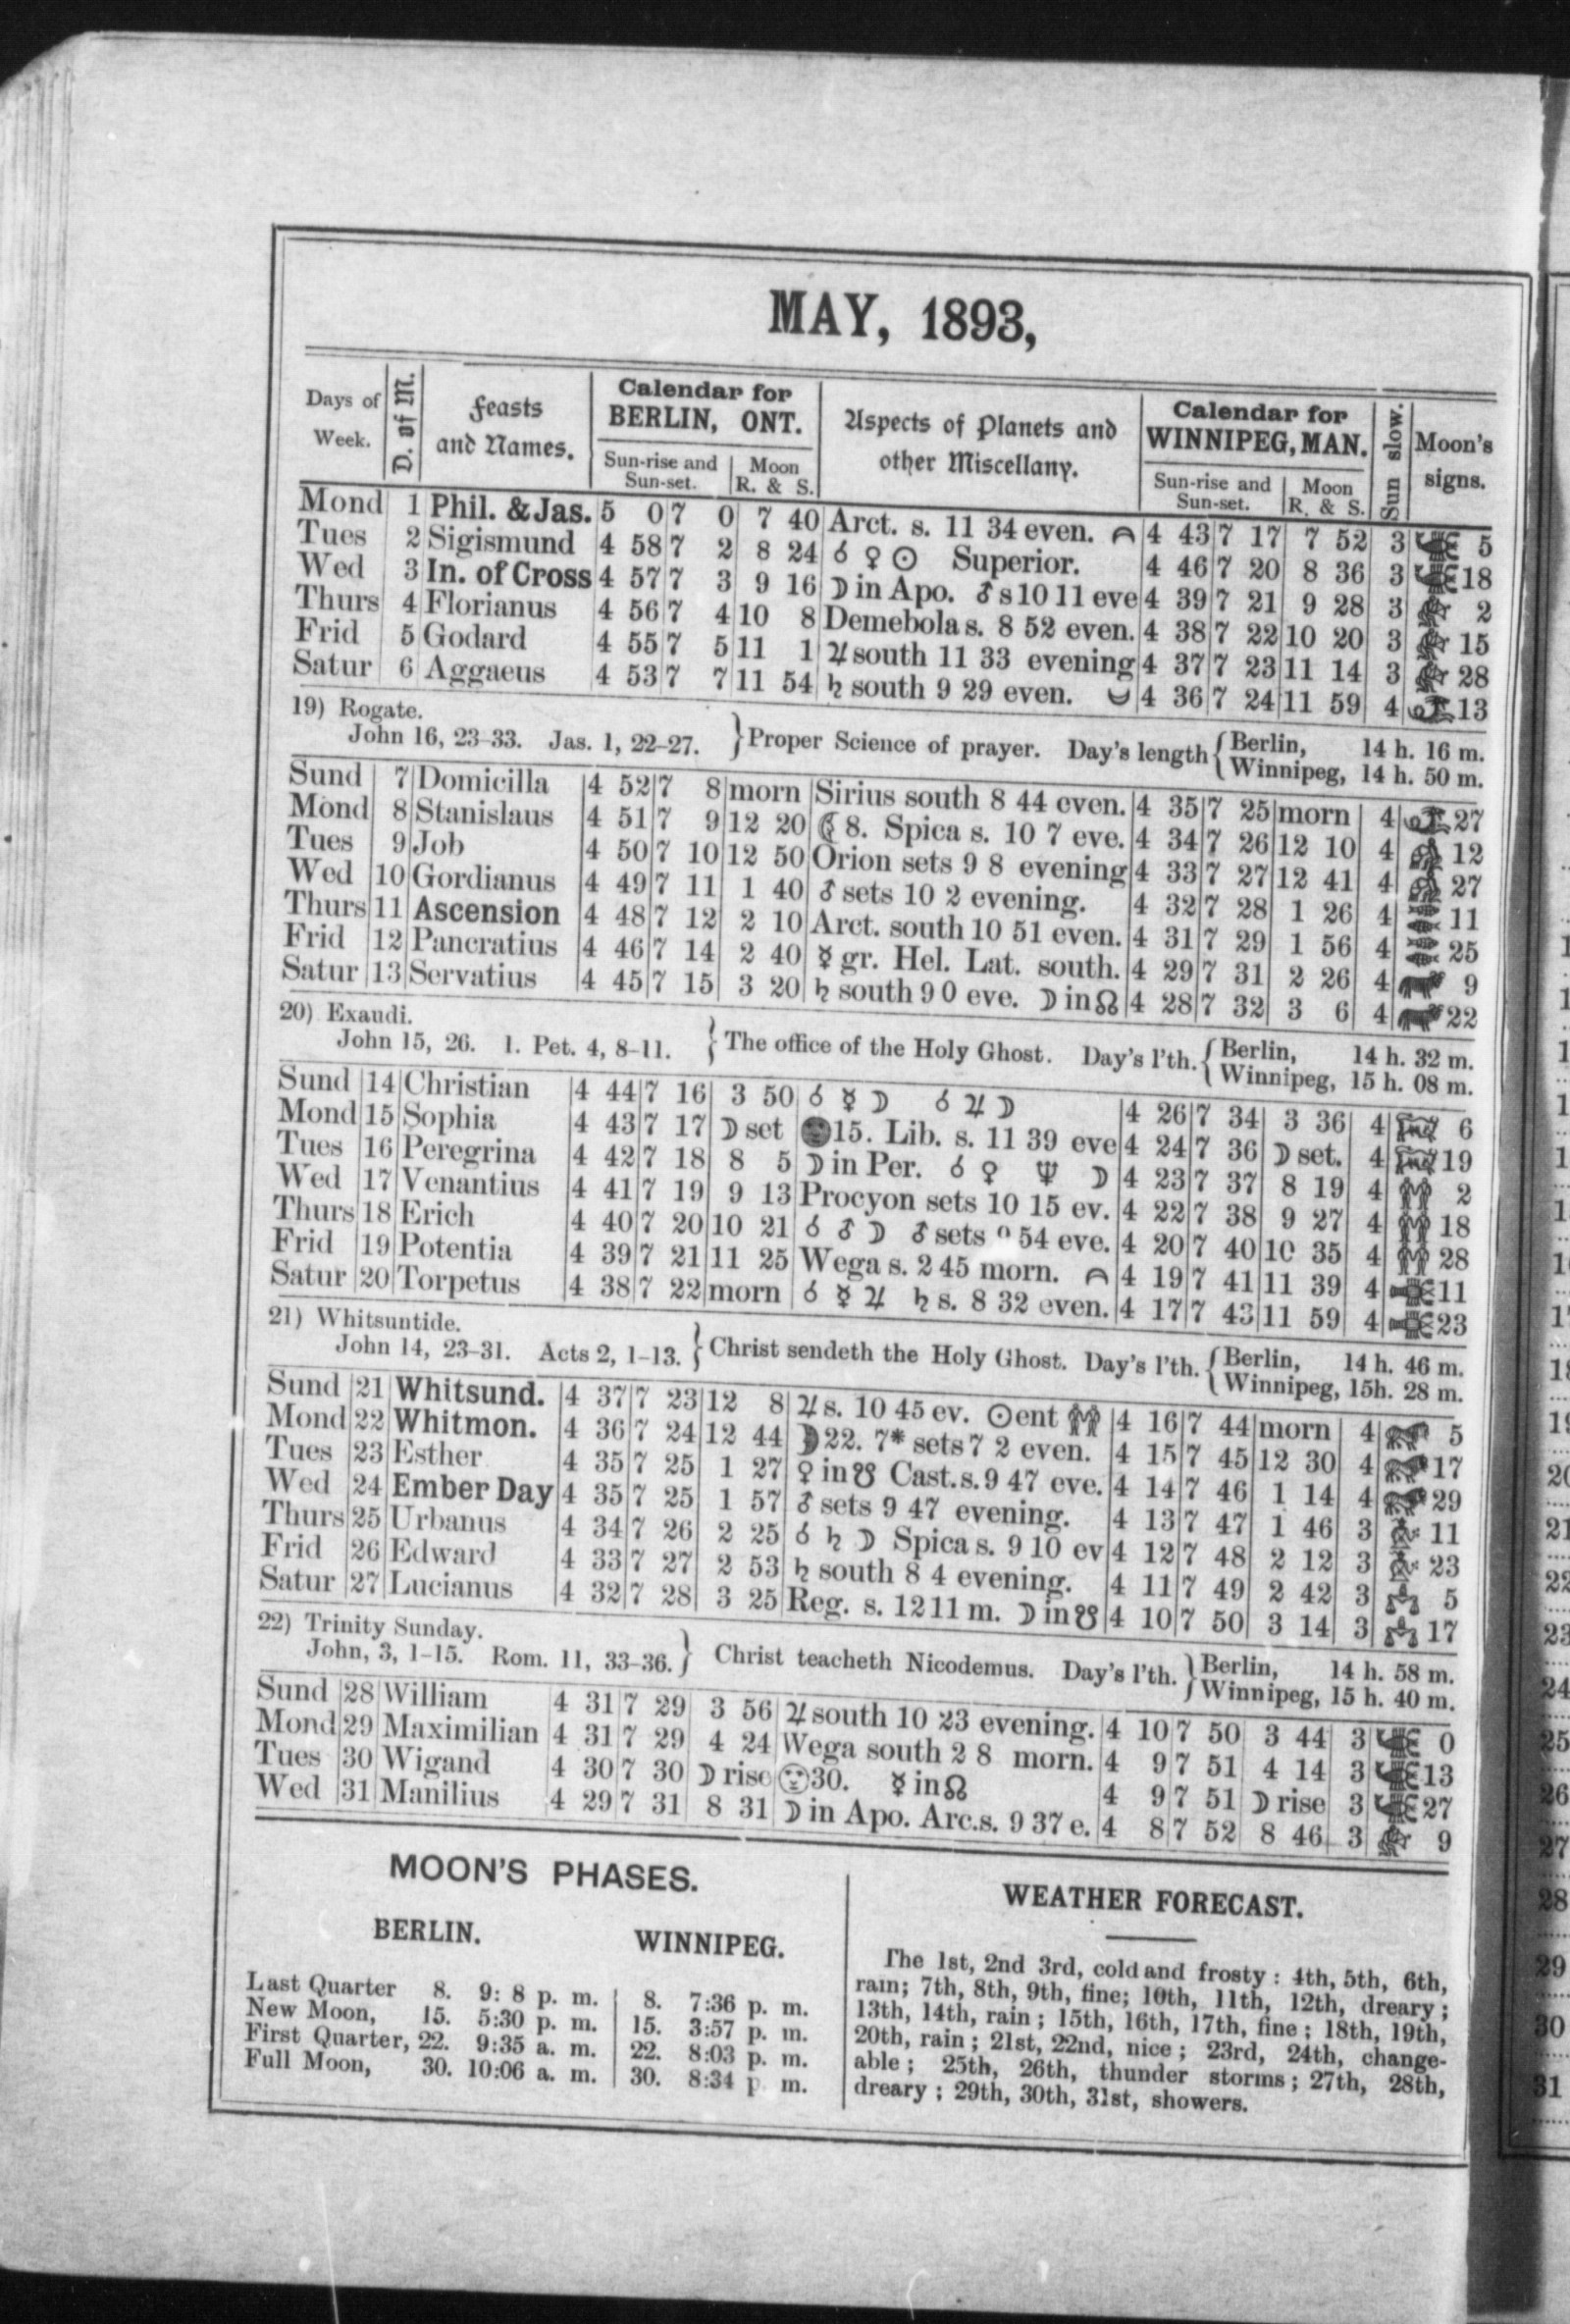 MAY, 1893,
Days of Week. D. of M. Feasts and Names. Calendar for BERLIN, ONT. Sun-rise and Sun-set. Moon R. & S. Aspects of Planets and other Miscellany. Calendar for WINNIPEG, MAN. Sun-rise and Sun-set. Moon R. & S. Sun slow. Moon's signs.
Mond 1 Phil. & Jas. 5 0 7 0 7 40 Arct. s. 11 34 even. 4 43 7 17 7 52 3 5
Tues 2 Sigismund 4 58 7 2 8 24 ☌ ♀ ☉ Superior. 4 46 7 20 8 36 3 18
Wed 3 In. of Cross 4 57 7 3 9 16 ☽ in Apo. ♂ s 10 11 eve 4 39 7 21 9 28 3 2
Thurs 4 Florianus 4 56 7 4 10 8 Demebola s. 8 52 even. 4 38 7 22 10 20 3 15
Frid 5 Godard 4 55 7 5 11 1 ♃ south 11 33 evening 4 37 7 23 11 14 3 28
Satur 6 Aggaeus 4 53 7 7 11 54 ♄ south 9 29 even. 4 36 7 24 11 59 4 13
19) Rogate.
John 16, 23–33. Jas. 1, 22–27. } Proper Science of prayer. Day's length { Berlin, 14 h. 16 m.
Winnipeg, 14 h. 50 m.
Sund 7 Domicilla 4 52 7 8 morn Sirius south 8 44 even. 4 35 7 25 morn 4 27
Mond 8 Stanislaus 4 51 7 9 12 20 ☾ 8. Spica s. 10 7 eve. 4 34 7 26 12 10 4 12
Tues 9 Job 4 50 7 10 12 50 Orion sets 9 8 evening 4 33 7 27 12 41 4 27
Wed 10 Gordianus 4 49 7 11 1 40 ♂ sets 10 2 evening. 4 32 7 28 1 26 4 11
Thurs 11 Ascension 4 48 7 12 2 10 Arct. south 10 51 even. 4 31 7 29 1 56 4 25
Frid 12 Pancratius 4 46 7 14 2 40 ☿ gr. Hel. Lat. south. 4 29 7 31 2 26 4 9
Satur 13 Servatius 4 45 7 15 3 20 ♄ south 9 0 eve. ☽ in ☊ 4 28 7 32 3 6 4 22
20) Exaudi.
John 15, 26. 1. Pet. 4, 8–11. } The office of the Holy Ghost. Day's l'th. { Berlin, 14 h. 32 m.
Winnipeg, 15 h. 08 m.
Sund 14 Christian 4 44 7 16 3 50 ☌ ☿ ☽ ☌ ♃ ☽ 4 26 7 34 3 36 4 6
Mond 15 Sophia 4 43 7 17 ☽ set 15. Lib. s. 11 39 eve 4 24 7 36 ☽ set. 4 19
Tues 16 Peregrina 4 42 7 18 8 5 ☽ in Per. ☌ ♀ ♆ ☽ 4 23 7 37 8 19 4 2
Wed 17 Venantius 4 41 7 19 9 13 Procyon sets 10 15 ev. 4 22 7 38 9 27 4 18
Thurs 18 Erich 4 40 7 20 10 21 ☌ ♂ ☽ ♂ sets 54 eve. 4 20 7 40 10 35 4 28
Frid 19 Potentia 4 39 7 21 11 25 Wega s. 2 45 morn. 4 19 7 41 11 39 4 11
Satur 20 Torpetus 4 38 7 22 morn ☌ ☿ ♃ ♄ s. 8 32 even. 4 17 7 43 11 59 4 23
21) Whitsuntide.
John 14, 23–31. Acts 2, 1–13. } Christ sendeth the Holy Ghost. Day's l'th. { Berlin, 14 h. 46 m.
Winnipeg, 15h. 28 m.
Sund 21 Whitsund. 4 37 7 23 12 8 ♃ s. 10 45 ev. ☉ ent 4 16 7 44 morn 4 5
Mond 22 Whitmon. 4 36 7 24 12 44 ☽ 22. 7* sets 7 2 even. 4 15 7 45 12 30 4 17
Tues 23 Esther 4 35 7 25 1 27 ♀ in ☋ Cast. s. 9 47 eve. 4 14 7 46 1 14 4 29
Wed 24 Ember Day 4 35 7 25 1 57 ♂ sets 9 47 evening. 4 13 7 47 1 46 3 11
Thurs 25 Urbanus 4 34 7 26 2 25 ☌ ♄ ☽ Spica s. 9 10 ev 4 12 7 48 2 12 3 23
Frid 26 Edward 4 33 7 27 2 53 ♄ south 8 4 evening. 4 11 7 49 2 42 3 5
Satur 27 Lucianus 4 32 7 28 3 25 Reg. s. 12 11 m. ☽ in ☋ 4 10 7 50 3 14 3 17
22) Trinity Sunday.
John, 3, 1–15. Rom. 11, 33–36. } Christ teacheth Nicodemus. Day's l'th. } Berlin, 14 h. 58 m.
Winnipeg, 15 h. 40 m.
Sund 28 William 4 31 7 29 3 56 ♃ south 10 23 evening. 4 10 7 50 3 44 3 0
Mond 29 Maximilian 4 31 7 29 4 24 Wega south 2 8 morn. 4 9 7 51 4 14 3 13
Tues 30 Wigand 4 30 7 30 ☽ rise 30. ☿ in ☊ 4 9 7 51 ☽ rise 3 27
Wed 31 Manilius 4 29 7 31 8 31 ☽ in Apo. Arc. s. 9 37 e. 4 8 7 52 8 46 3 9
MOON'S PHASES.
BERLIN. WINNIPEG.
Last Quarter 8. 9: 8 p. m. 8. 7:36 p. m.
New Moon, 15. 5:30 p. m. 15. 3:57 p. m.
First Quarter, 22. 9:35 a. m. 22. 8:03 p. m.
Full Moon, 30. 10:06 a. m. 30. 8:34 p m.
WEATHER FORECAST.
The 1st, 2nd 3rd, cold and frosty : 4th, 5th, 6th,
rain; 7th, 8th, 9th, fine; 10th, 11th, 12th, dreary ;
13th, 14th, rain ; 15th, 16th, 17th, fine ; 18th, 19th,
20th, rain ; 21st, 22nd, nice ; 23rd, 24th, change-
able ; 25th, 26th, thunder storms ; 27th, 28th,
dreary ; 29th, 30th, 31st, showers.